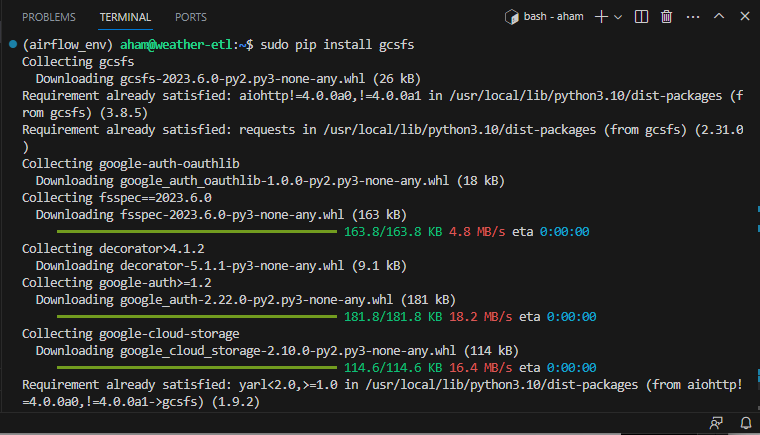 PROBLEMS TERMINAL PORTS bash - aham
(airflow_env) aham@weather-etl:~$ sudo pip install gcsfs
Collecting gcsfs
Downloading gcsfs-2023.6.0-py2.py3-none-any.whl (26 kB)
Requirement already satisfied: aiohttp!=4.0.0a0,!=4.0.0a1 in /usr/local/lib/python3.10/dist-packages (f
rom gcsfs) (3.8.5)
Requirement already satisfied: requests in /usr/local/lib/python3.10/dist-packages (from gcsfs) (2.31.0
)
Collecting google-auth-oauthlib
Downloading google_auth_oauthlib-1.0.0-py2.py3-none-any.whl (18 kB)
Collecting fsspec==2023.6.0
Downloading fsspec-2023.6.0-py3-none-any.whl (163 kB)
163.8/163.8 KB 4.8 MB/s eta 0:00:00
Collecting decorator>4.1.2
Downloading decorator-5.1.1-py3-none-any.whl (9.1 kB)
Collecting google-auth>=1.2
Downloading google_auth-2.22.0-py2.py3-none-any.whl (181 kB)
181.8/181.8 KB 18.2 MB/s eta 0:00:00
Collecting google-cloud-storage
Downloading google_cloud_storage-2.10.0-py2.py3-none-any.whl (114 kB)
114.6/114.6 KB 16.4 MB/s eta 0:00:00
Requirement already satisfied: yarl<2.0,>=1.0 in /usr/local/lib/python3.10/dist-packages (from aiohttp!
=4.0.0a0,!=4.0.0a1->gcsfs) (1.9.2)